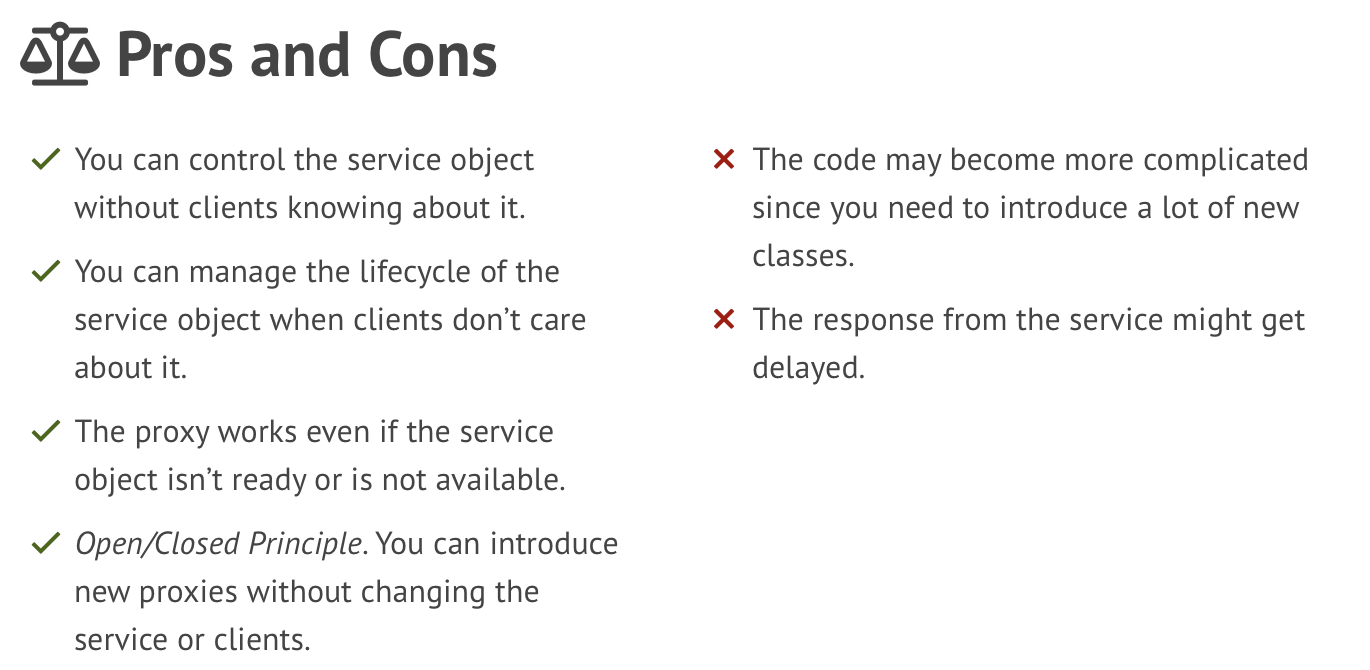 Pros and Cons
You can control the service object
without clients knowing about it.
You can manage the lifecycle of the
service object when clients don’t care
about it.
The proxy works even if the service
object isn’t ready or is not available.
Open/Closed Principle. You can introduce
new proxies without changing the
service or clients.
The code may become more complicated
since you need to introduce a lot of new
classes.
The response from the service might get
delayed.